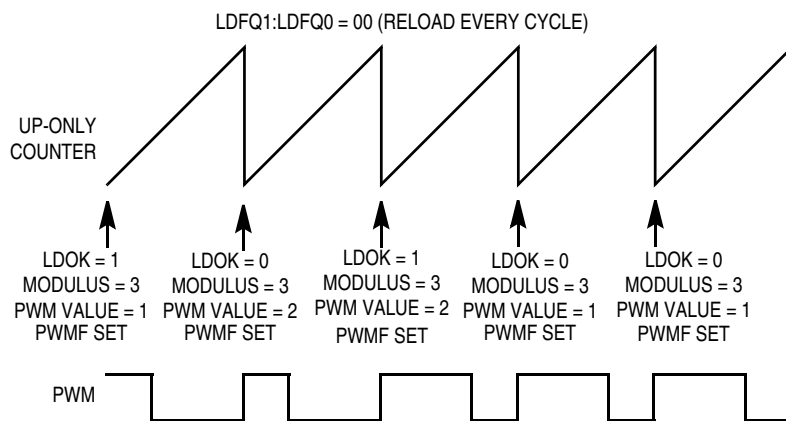 LDFQ1:LDFQ0 = 00 (RELOAD EVERY CYCLE)
UP-ONLY
COUNTER
LDOK = 1
MODULUS = 3
PWM VALUE = 1
PWMF SET
LDOK = 0
MODULUS = 3
PWM VALUE = 2
PWMF SET
LDOK = 1
MODULUS = 3
PWM VALUE = 2
PWMF SET
LDOK = 0
MODULUS = 3
PWM VALUE = 1
PWMF SET
LDOK = 0
MODULUS = 3
PWM VALUE = 1
PWMF SET
PWM